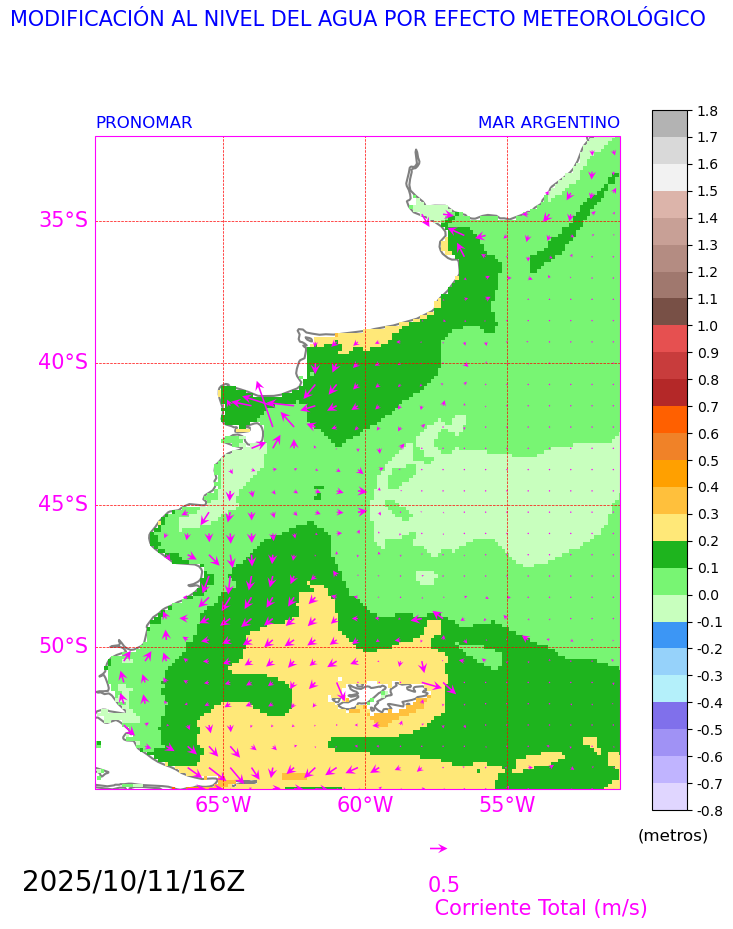 MODIFICACIÓN AL NIVEL DEL AGUA POR EFECTO METEOROLÓGICO
PRONOMAR MAR ARGENTINO
35°S
40°S
45°S
50°S
65°W 60°W 55°W
1.8
1.7
1.6
1.5
1.4
1.3
1.2
1.1
1.0
0.9
0.8
0.7
0.6
0.5
0.4
0.3
0.2
0.1
0.0
-0.1
-0.2
-0.3
-0.4
-0.5
-0.6
-0.7
-0.8
(metros)
2025/10/11/16Z
0.5
Corriente Total (m/s)